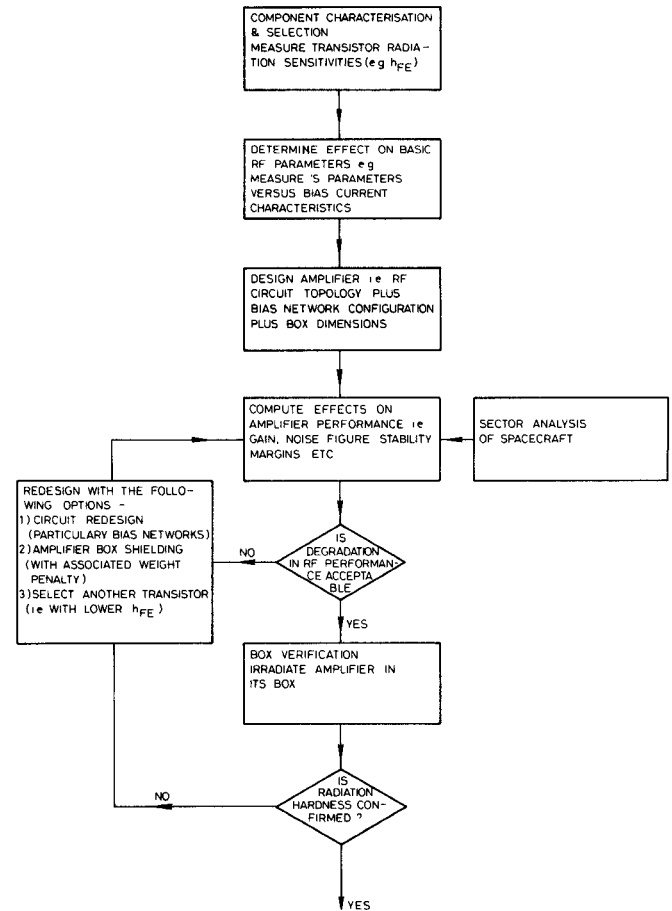 COMPONENT CHARACTERISATION
& SELECTION
MEASURE TRANSISTOR RADIA-
TION SENSITIVITIES (eg hFE)
DETERMINE EFFECT ON BASIC
RF PARAMETERS eg
MEASURE 'S PARAMETERS
VERSUS BIAS CURRENT
CHARACTERISTICS
DESIGN AMPLIFIER ie RF
CIRCUIT TOPOLOGY PLUS
BIAS NETWORK CONFIGURATION
PLUS BOX DIMENSIONS
COMPUTE EFFECTS ON
AMPLIFIER PERFORMANCE ie
GAIN, NOISE FIGURE STABILITY
MARGINS ETC
SECTOR ANALYSIS
OF SPACECRAFT
REDESIGN WITH THE FOLLO-
WING OPTIONS -
1) CIRCUIT REDESIGN
(PARTICULARY BIAS NETWORKS)
2) AMPLIFIER BOX SHIELDING
(WITH ASSOCIATED WEIGHT
PENALTY)
3) SELECT ANOTHER TRANSISTOR
(ie WITH LOWER hFE)
NO
IS
DEGRADATION
IN RF PERFORMAN-
CE ACCEPTA
BLE
YES
BOX VERIFICATION
IRRADIATE AMPLIFIER IN
ITS BOX
NO
IS
RADIATION
HARDNESS CON-
FIRMED ?
YES